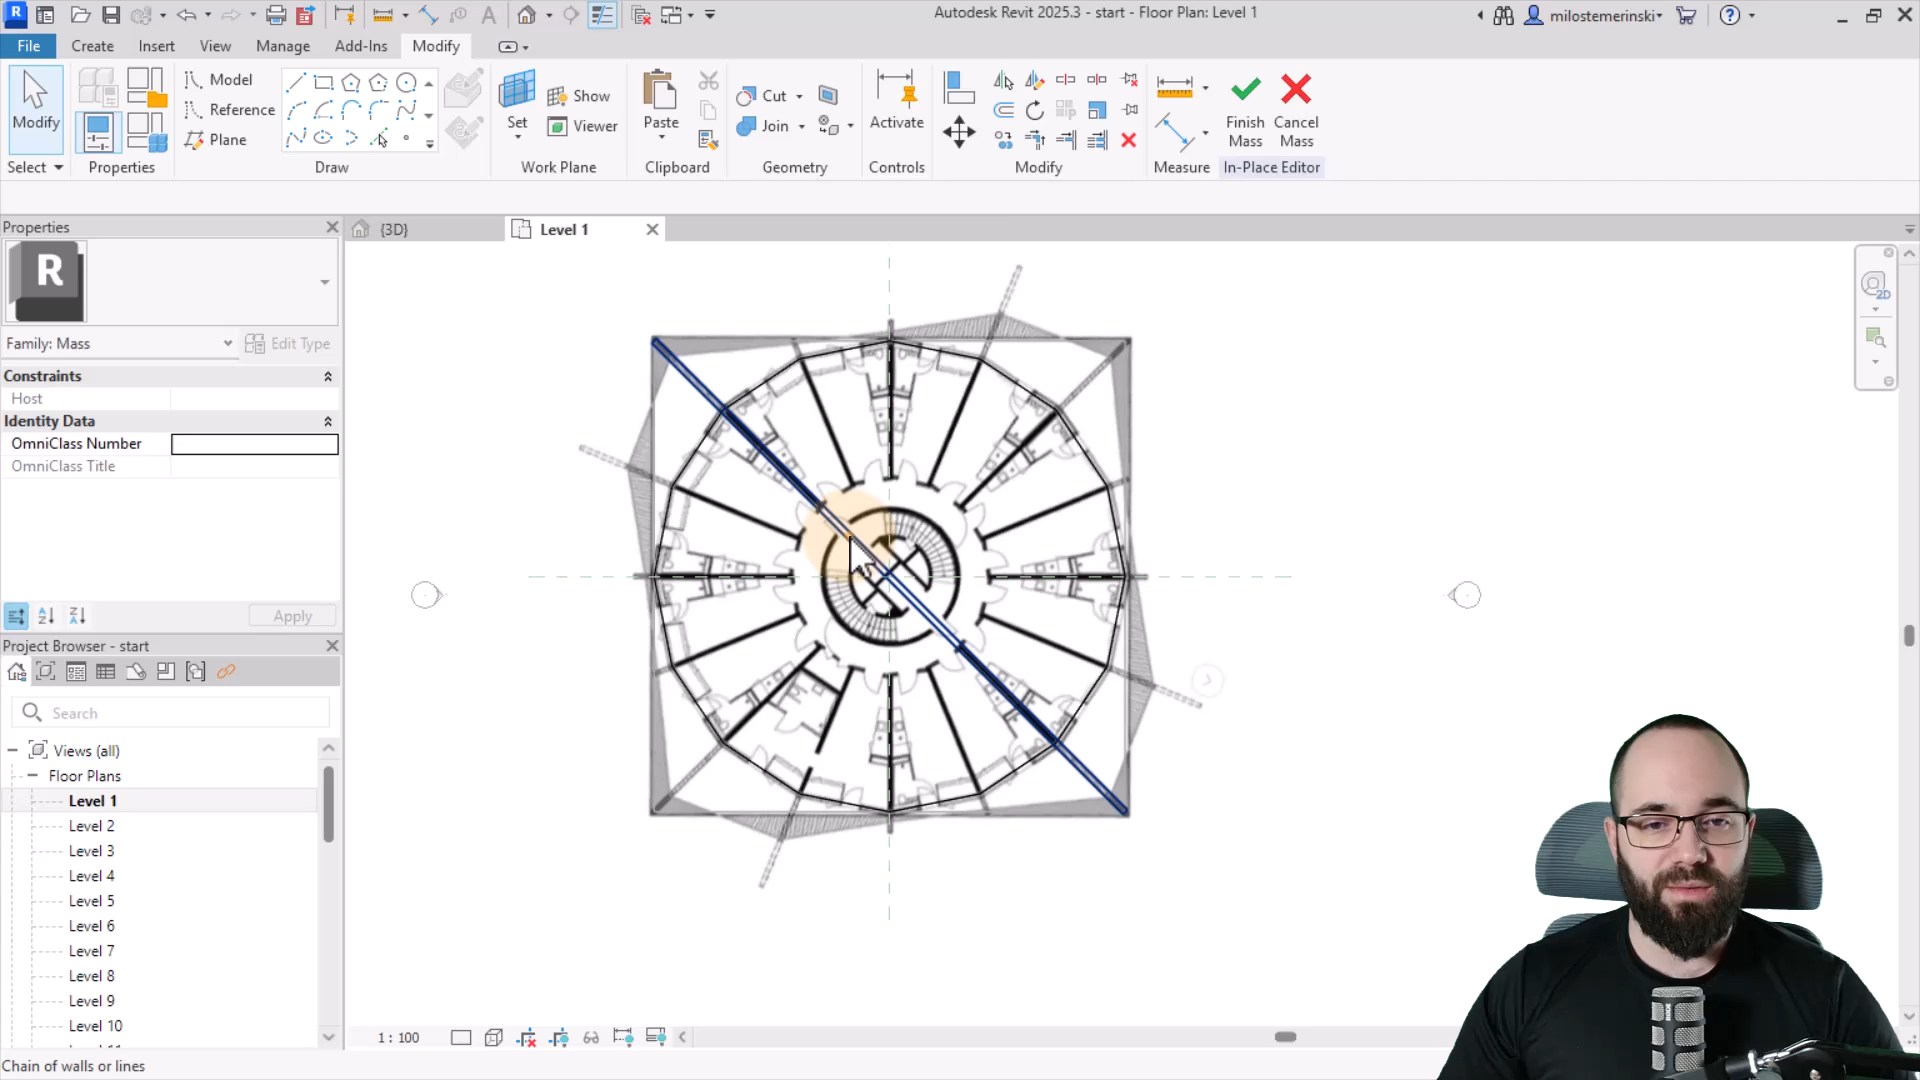 R
Autodesk Revit 2025.3 - start - Floor Plan: Level 1
milostemerinski
File
Create
Insert
View
Manage
Add-Ins
Modify
Modify
Select
Properties
Model
Reference
Plane
Draw
Set
Show
Viewer
Work Plane
Paste
Clipboard
Cut
Join
Geometry
Activate
Controls
Modify
Measure
Finish
Mass
Cancel
Mass
In-Place Editor
Properties
R
Family: Mass
Edit Type
Constraints
Host
Identity Data
OmniClass Number
OmniClass Title
Apply
Project Browser - start
Search
Views (all)
Floor Plans
Level 1
Level 2
Level 3
Level 4
Level 5
Level 6
Level 7
Level 8
Level 9
Level 10
{3D}
Level 1
2D
1 : 100
Chain of walls or lines